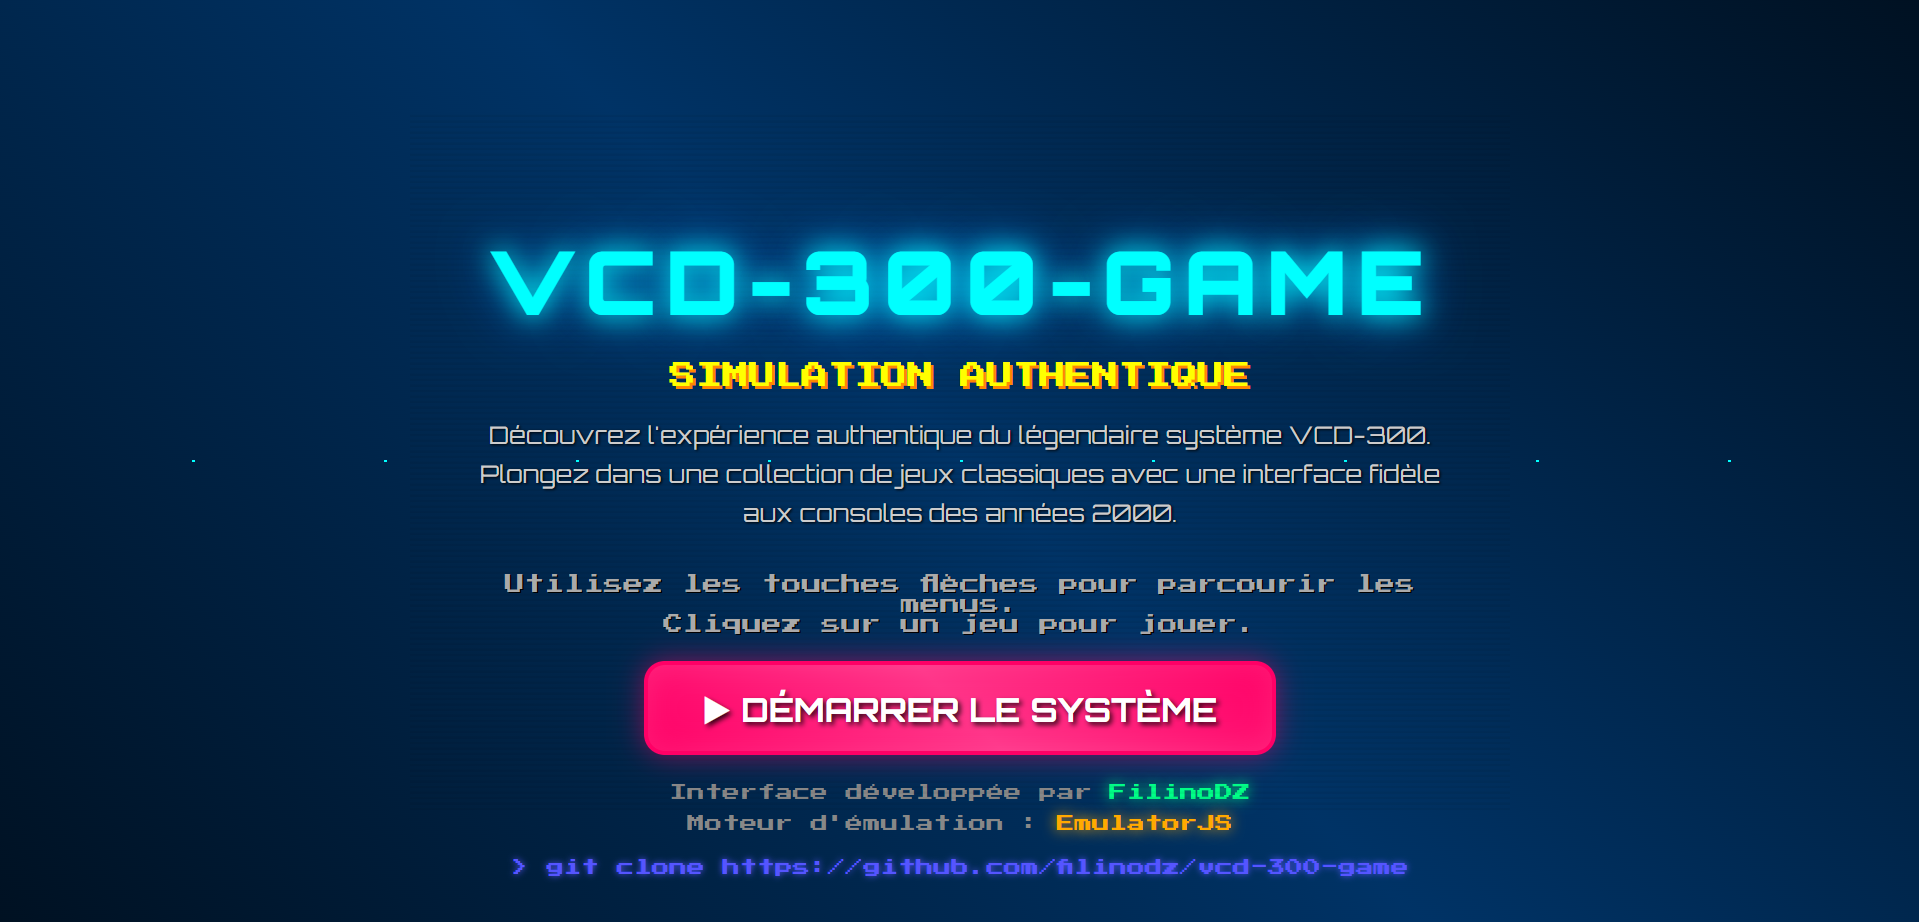 VCD-300-GAME
SIMULATION AUTHENTIQUE
Découvrez l'expérience authentique du légendaire système VCD-300.
Plongez dans une collection de jeux classiques avec une interface fidèle
aux consoles des années 2000.
Utilisez les touches flèches pour parcourir les
menus.
Cliquez sur un jeu pour jouer.
▶ DÉMARRER LE SYSTÈME
Interface développée par FilinoDZ
Moteur d'émulation : EmulatorJS
> git clone https://github.com/filinodz/vcd-300-game